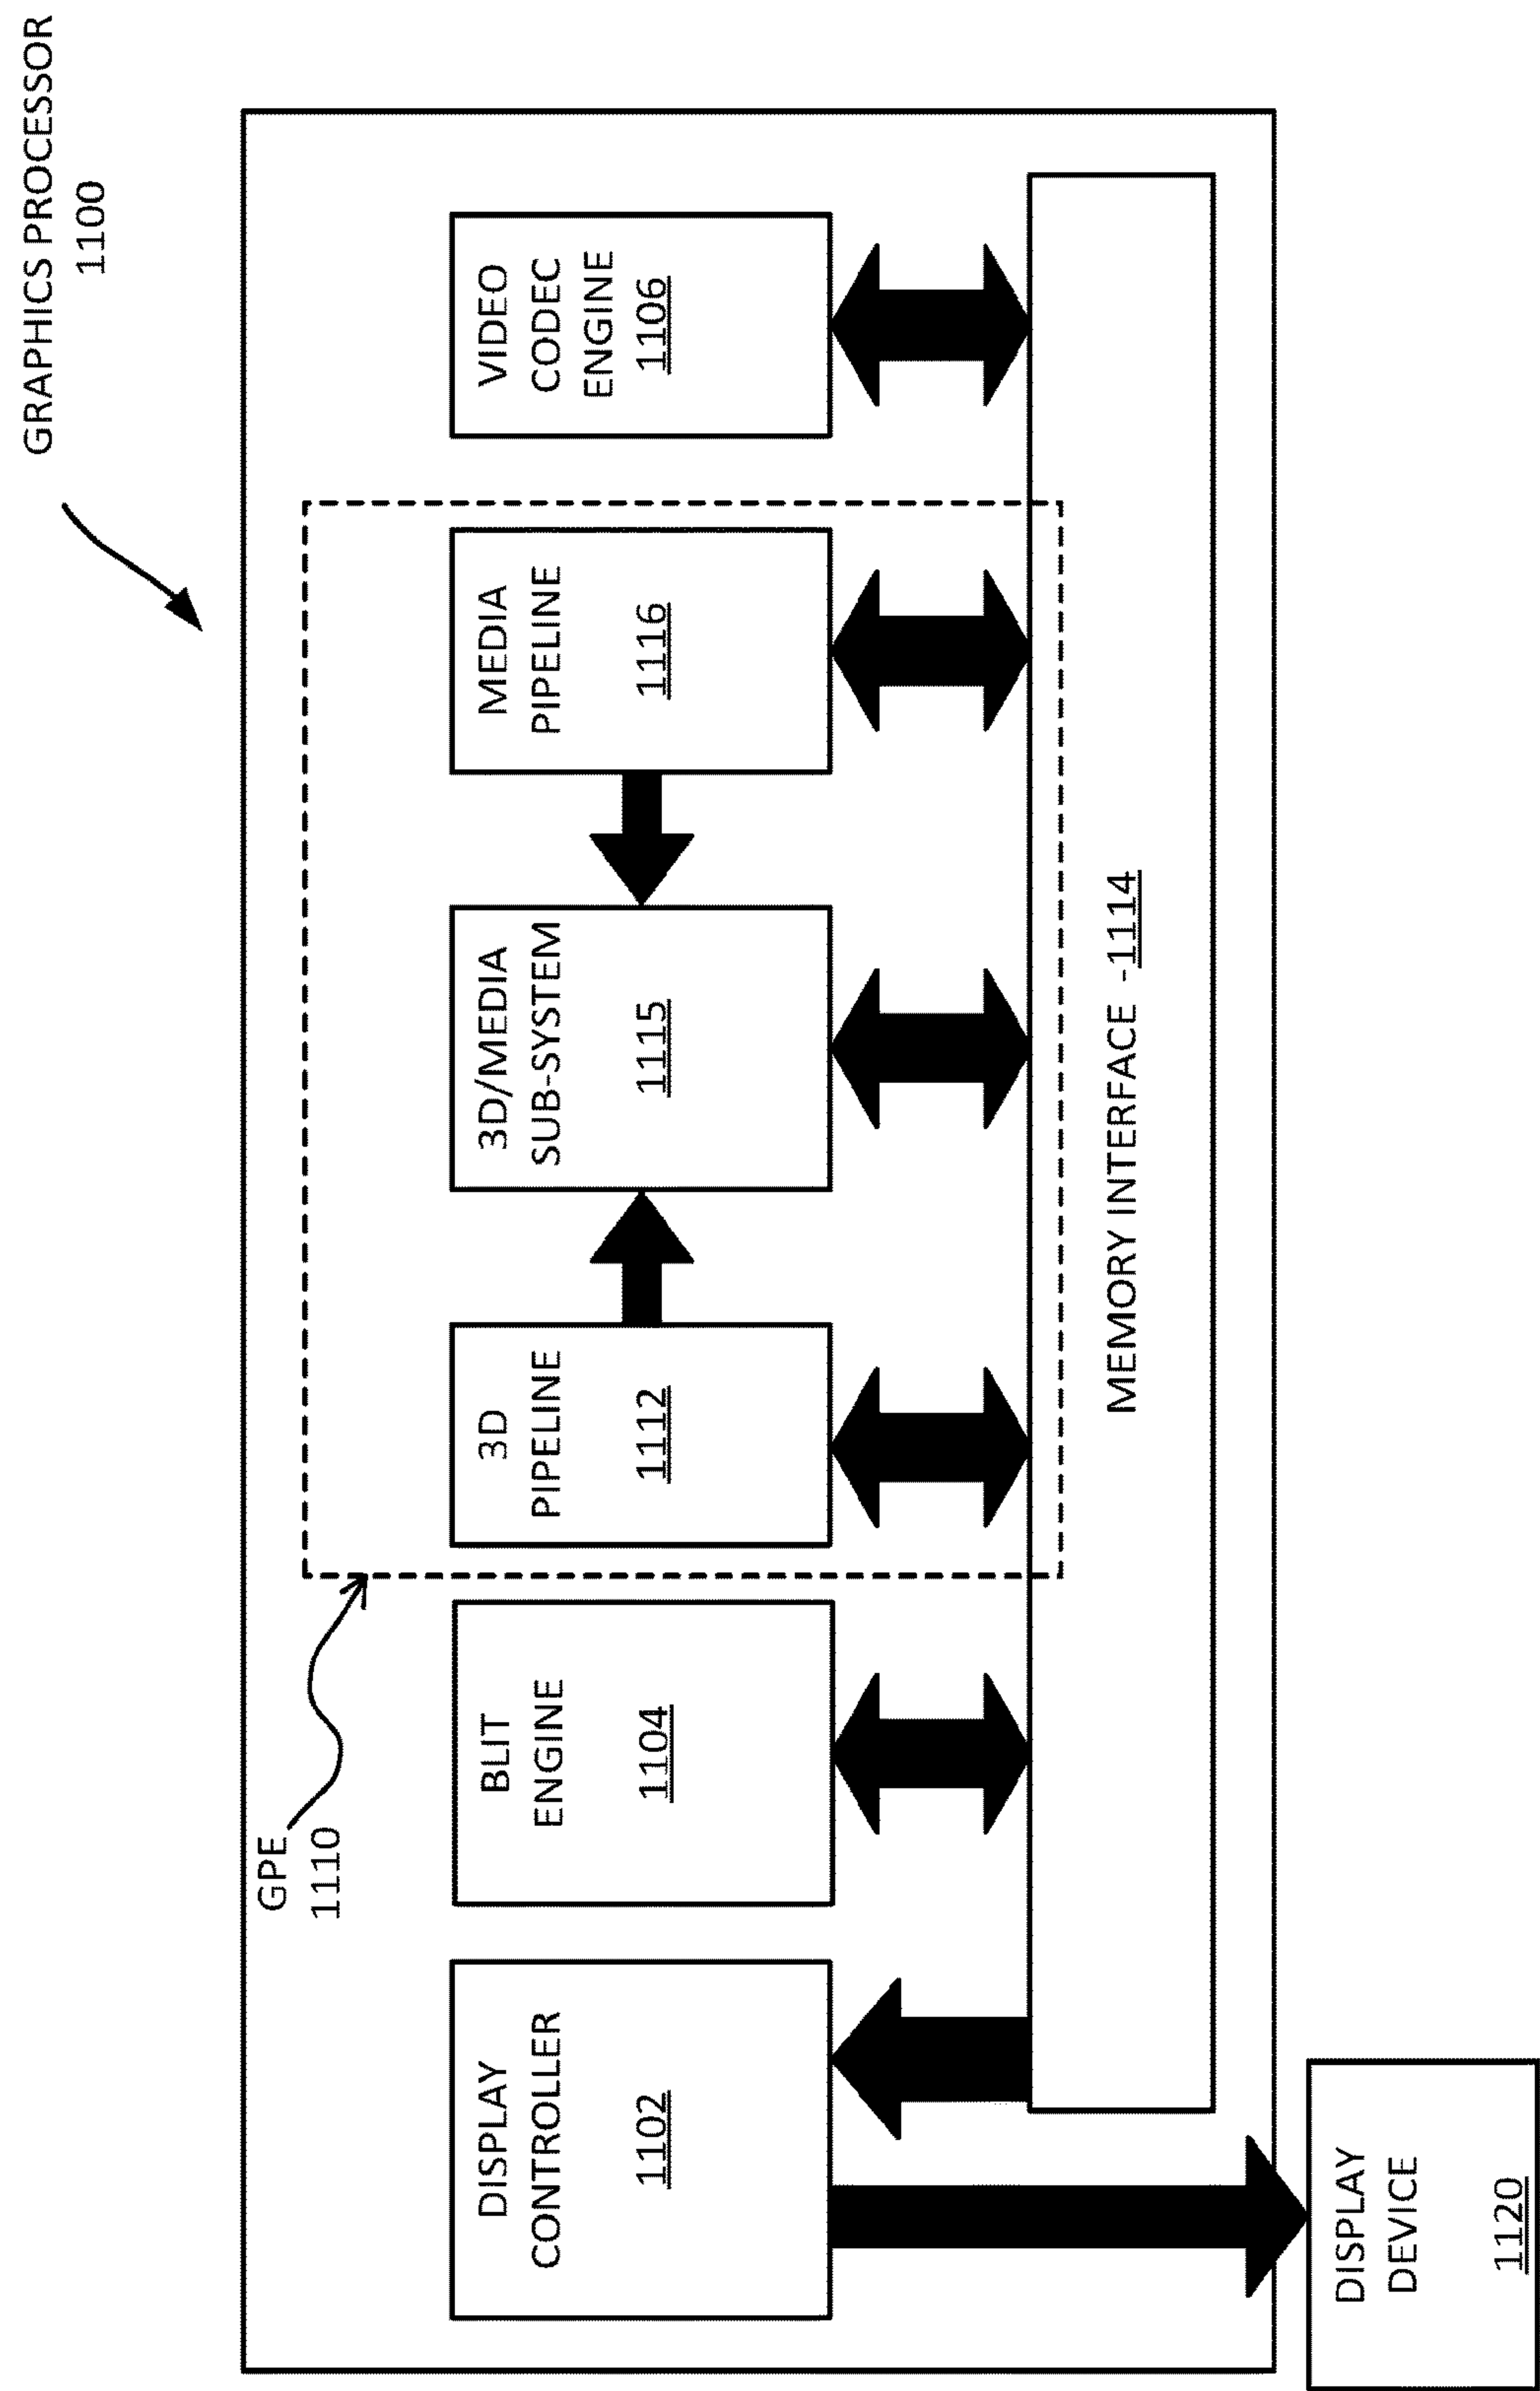 GRAPHICS PROCESSOR
1100
GPE
1110
DISPLAY
CONTROLLER
1102
BLIT
ENGINE
1104
3D
PIPELINE
1112
3D/MEDIA
SUB-SYSTEM
1115
MEDIA
PIPELINE
1116
VIDEO
CODEC
ENGINE
1106
MEMORY INTERFACE -1114
DISPLAY
DEVICE
1120